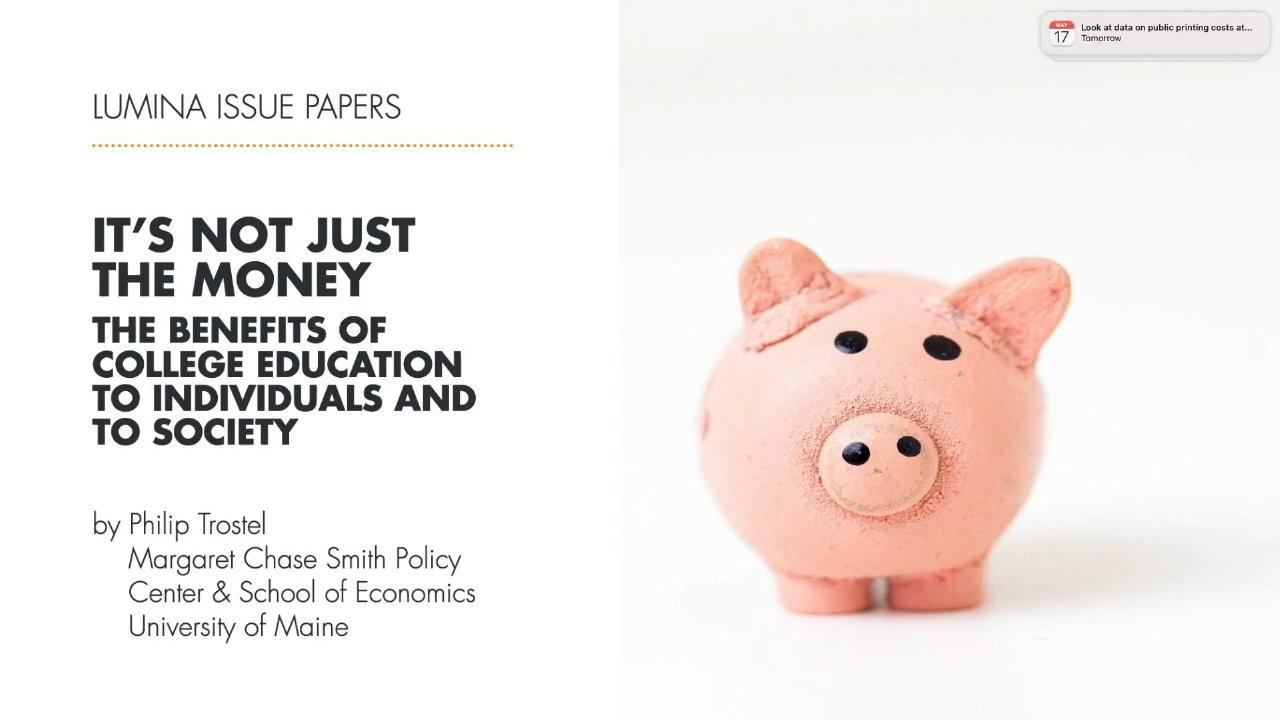 LUMINA ISSUE PAPERS
IT’S NOT JUST
THE MONEY
THE BENEFITS OF
COLLEGE EDUCATION
TO INDIVIDUALS AND
TO SOCIETY
by Philip Trostel
Margaret Chase Smith Policy
Center & School of Economics
University of Maine
MAY
17
Look at data on public printing costs at...
Tomorrow